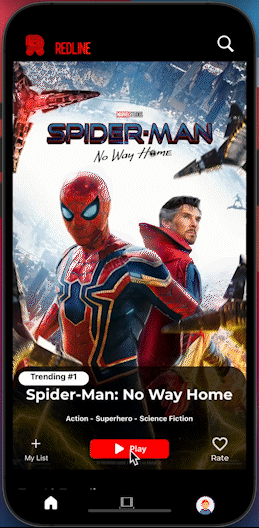 REDLINE
MARVEL STUDIOS
SPIDER-MAN
No Way Home
Trending #1
Spider-Man: No Way Home
Action - Superhero - Science Fiction
My List
Play
Rate